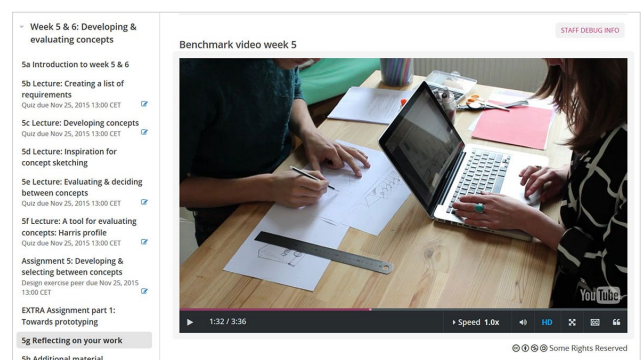 Week 5 & 6: Developing &
evaluating concepts
5a Introduction to week 5 & 6
5b Lecture: Creating a list of
requirements
Quiz due Nov 25, 2015 13:00 CET
5c Lecture: Developing concepts
Quiz due Nov 25, 2015 13:00 CET
5d Lecture: Inspiration for
concept sketching
5e Lecture: Evaluating & deciding
between concepts
Quiz due Nov 25, 2015 13:00 CET
5f Lecture: A tool for evaluating
concepts: Harris profile
Quiz due Nov 25, 2015 13:00 CET
Assignment 5: Developing &
selecting between concepts
Design exercise peer due Nov 25, 2015
13:00 CET
EXTRA Assignment part 1:
Towards prototyping
5g Reflecting on your work
5h Additional material
STAFF DEBUG INFO
Benchmark video week 5
YouTube
1:32 / 3:36
Speed 1.0x
HD
Some Rights Reserved